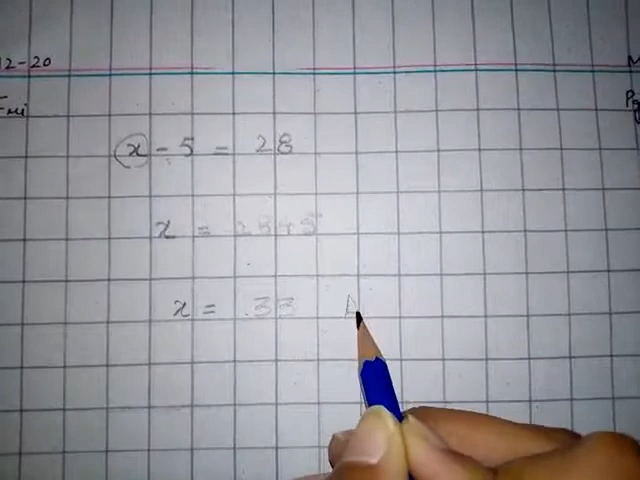 12-20
x - 5 = 28
x = 28+5
x = 33